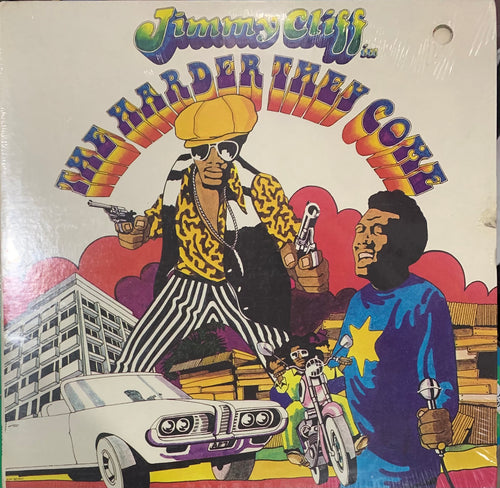 Jimmy Cliff
in
THE HARDER THEY COME